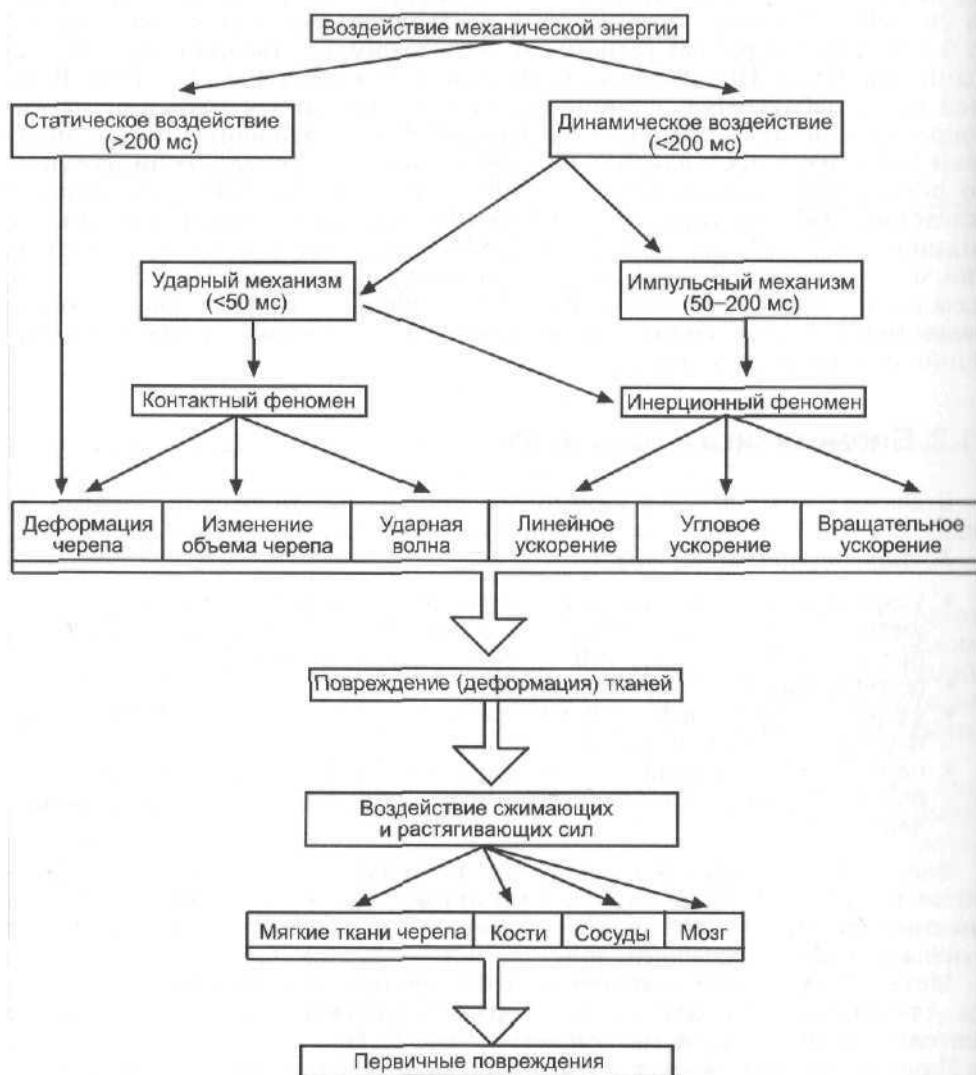 Воздействие механической энергии
Статическое воздействие
(>200 мс)
Динамическое воздействие
(<200 мс)
Ударный механизм
(<50 мс)
Импульсный механизм
(50–200 мс)
Контактный феномен
Инерционный феномен
Деформация
черепа
Изменение
объема черепа
Ударная
волна
Линейное
ускорение
Угловое
ускорение
Вращательное
ускорение
Повреждение (деформация) тканей
Воздействие сжимающих
и растягивающих сил
Мягкие ткани черепа
Кости
Сосуды
Мозг
Первичные повреждения